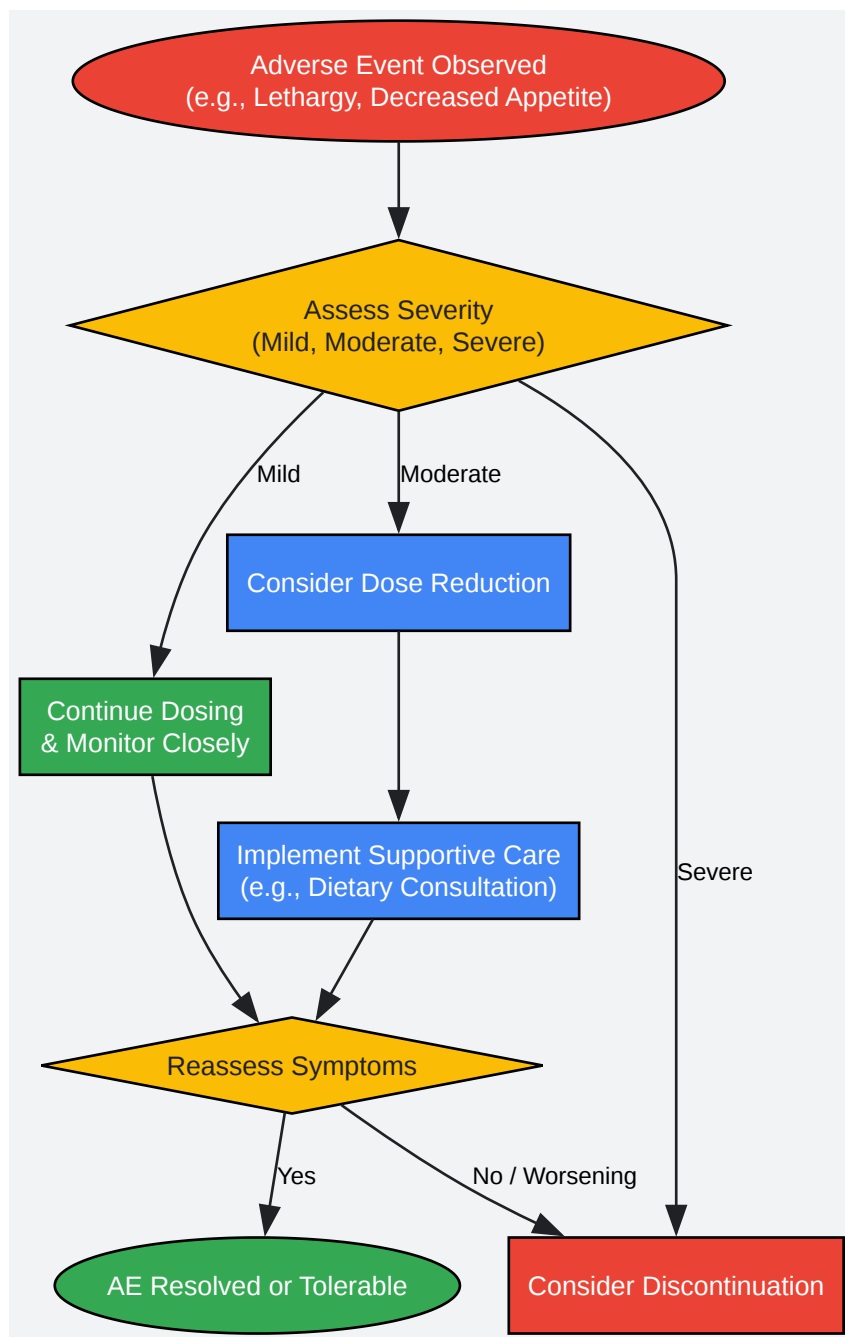 Adverse Event Observed
(e.g., Lethargy, Decreased Appetite)
Assess Severity
(Mild, Moderate, Severe)
Mild
Moderate
Consider Dose Reduction
Continue Dosing
& Monitor Closely
Implement Supportive Care
(e.g., Dietary Consultation)
Severe
Reassess Symptoms
Yes
No / Worsening
AE Resolved or Tolerable
Consider Discontinuation